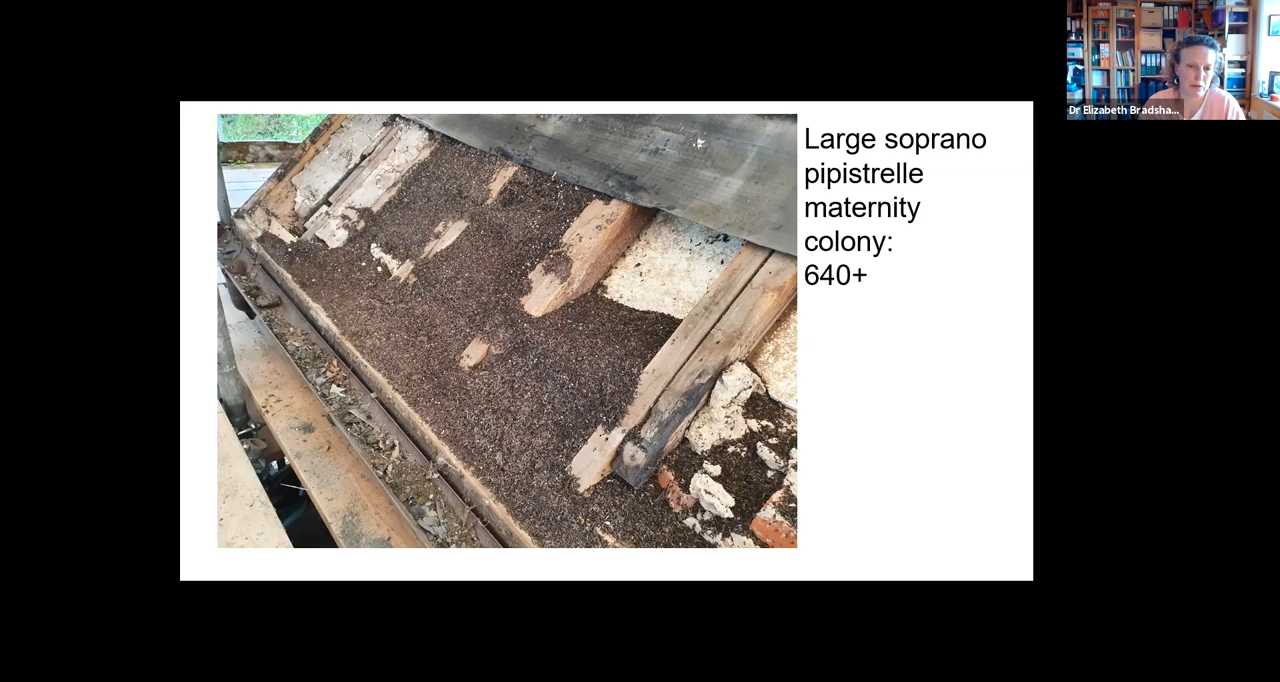 Large soprano
pipistrelle
maternity
colony:
640+
Dr Elizabeth Bradsha...